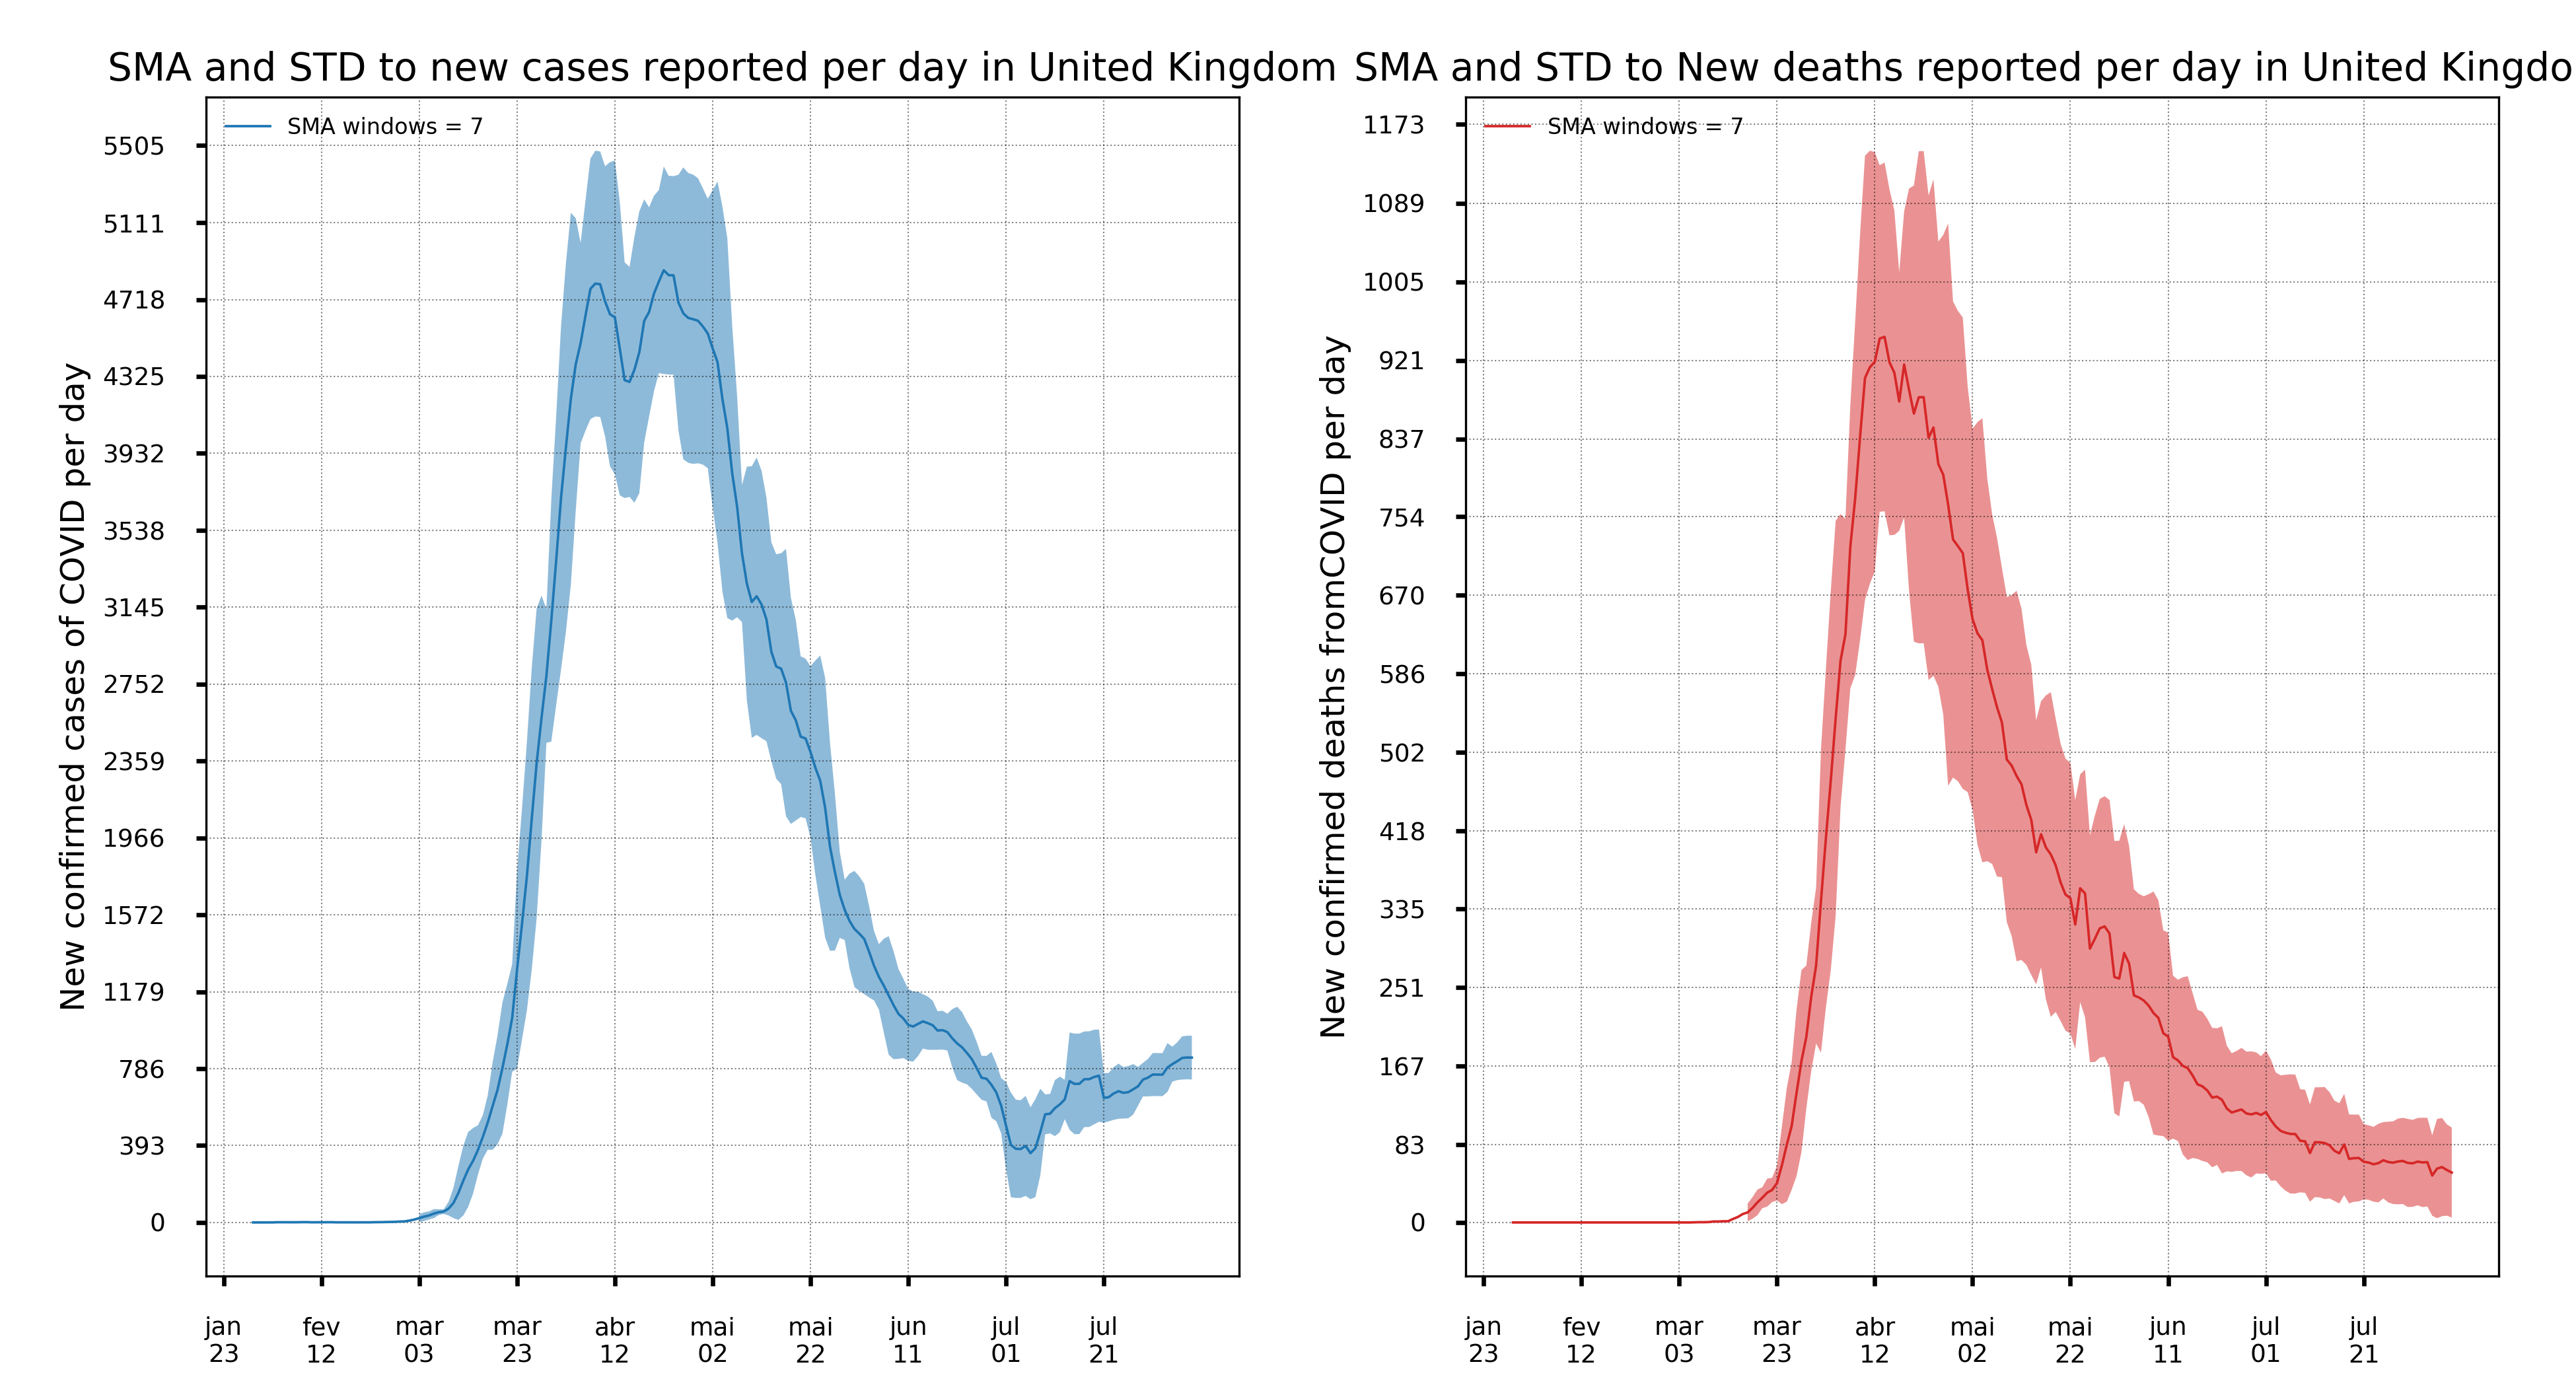 SMA and STD to new cases reported per day in United Kingdom
SMA windows = 7
New confirmed cases of COVID per day
5505
5111
4718
4325
3932
3538
3145
2752
2359
1966
1572
1179
786
393
0
jan 23
fev 12
mar 03
mar 23
abr 12
mai 02
mai 22
jun 11
jul 01
jul 21
SMA and STD to New deaths reported per day in United Kingdo
SMA windows = 7
New confirmed deaths fromCOVID per day
1173
1089
1005
921
837
754
670
586
502
418
335
251
167
83
0
jan 23
fev 12
mar 03
mar 23
abr 12
mai 02
mai 22
jun 11
jul 01
jul 21